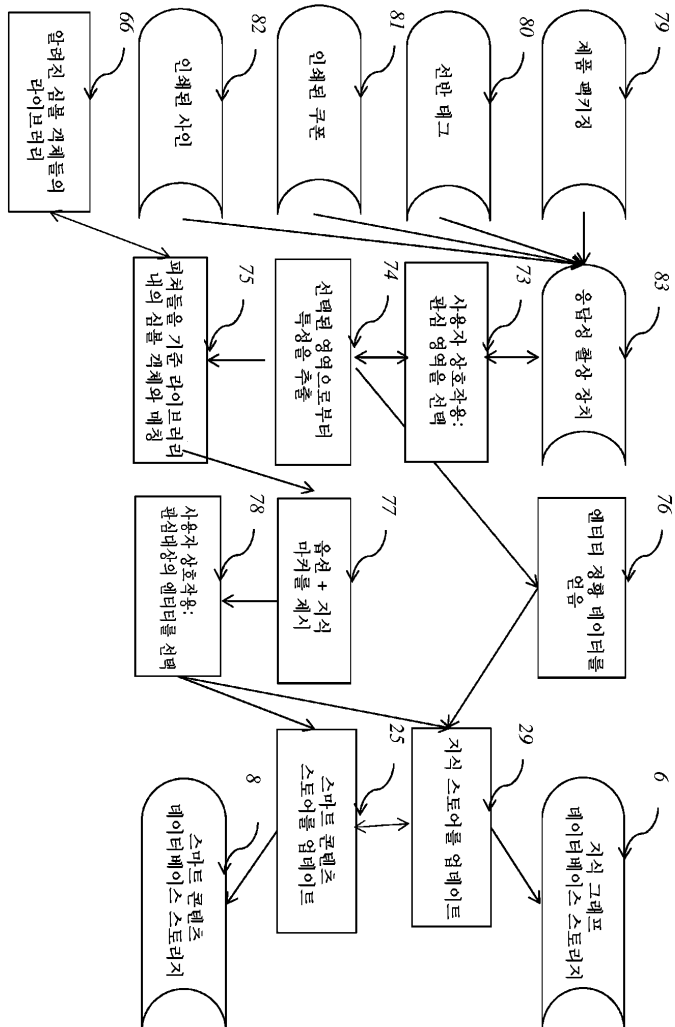 79
제품 팩키징
83
응답성 촬상 장치
76
엔티티 정황 데이터를
얻음
6
지식 그래프
데이터베이스 스토리지
80
선반 태그
73
사용자 상호작용:
관심 영역을 선택
29
지식 스토어를 업데이트
81
인쇄된 쿠폰
74
선택된 영역으로부터
특성을 추출
77
옵션 + 지식
마커를 제시
25
스마트 콘텐츠
스토어를 업데이트
82
인쇄된 사인
75
피처들을 기준 라이브러리
내의 심볼 객체와 매칭
78
사용자 상호작용:
관심대상의 엔티티를 선택
8
스마트 콘텐츠
데이터베이스 스토리지
66
알려진 심볼 객체들의
라이브러리